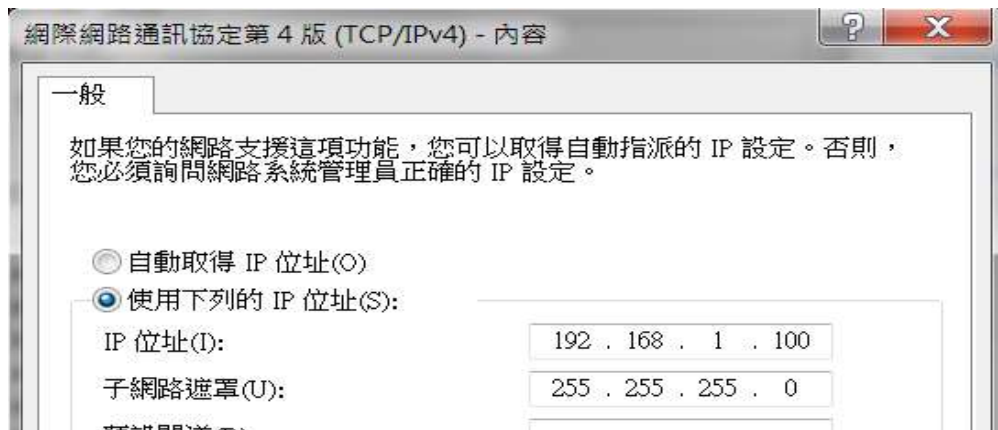 網際網路通訊協定第 4 版 (TCP/IPv4) - 內容
一般
如果您的網路支援這項功能，您可以取得自動指派的 IP 設定。否則，
您必須詢問網路系統管理員正確的 IP 設定。
自動取得 IP 位址(O)
使用下列的 IP 位址(S):
IP 位址(I): 192 . 168 . 1 . 100
子網路遮罩(U): 255 . 255 . 255 . 0